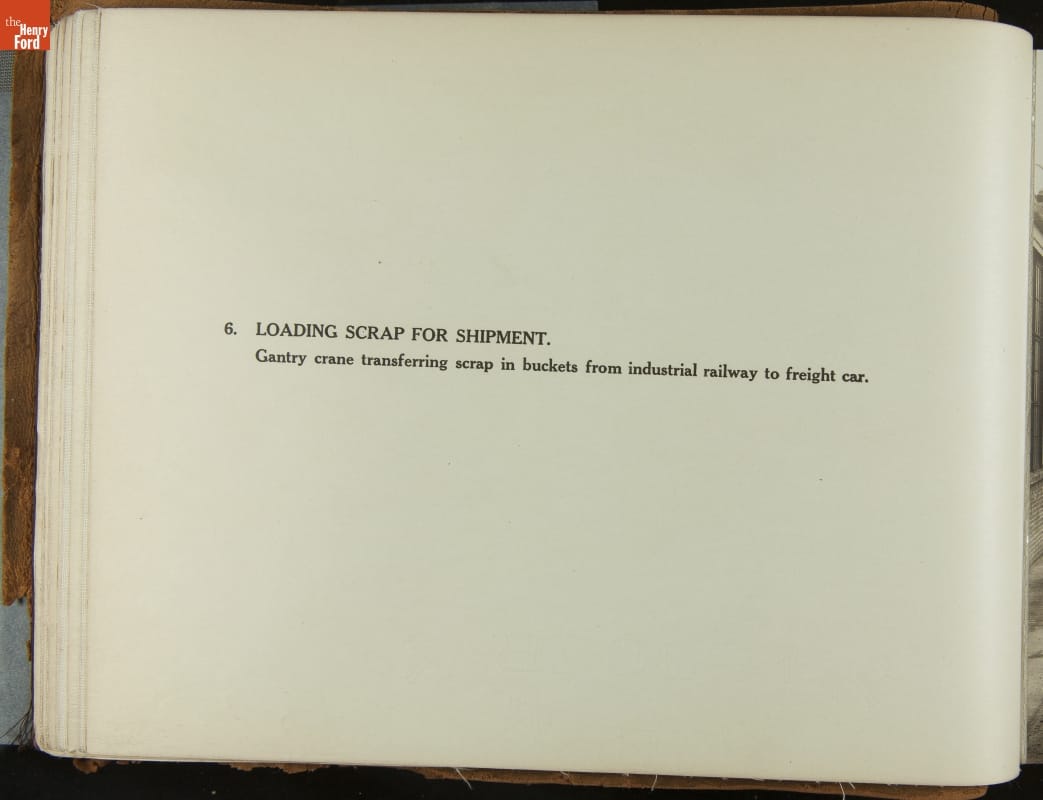 the
Henry
Ford
6. LOADING SCRAP FOR SHIPMENT.
Gantry crane transferring scrap in buckets from industrial railway to freight car.